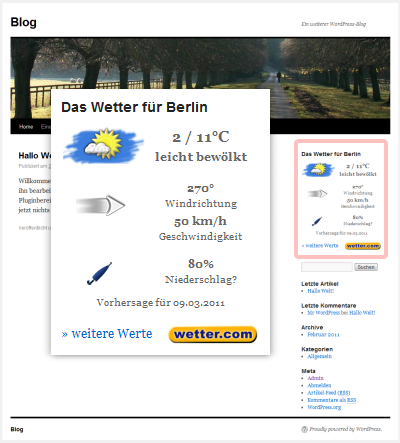 Blog
Ein weiterer WordPress-Blog
Home
Hallo We
Publiziert am
Willkomme
ihn bearbei
Pluginberei
jetzt nichts
Veröffentlicht u
Das Wetter für Berlin
2 / 11°C
leicht bewölkt
270°
Windrichtung
50 km/h
Geschwindigkeit
80%
Niederschlag?
Vorhersage für 09.03.2011
» weitere Werte
wetter.com
Das Wetter für Berlin
2 / 11°C
leicht bewölkt
270°
Windrichtung
50 km/h
Geschwindigkeit
80%
Niederschlag?
Vorhersage für 09.03.2011
» weitere Werte
wetter.com
Suchen
Letzte Artikel
Hallo Welt!
Letzte Kommentare
Mr WordPress bei Hallo Welt!
Archive
Februar 2011
Kategorien
Allgemein
Meta
Admin
Abmelden
Artikel-Feed (RSS)
Kommentare als RSS
WordPress.org
Blog
Proudly powered by WordPress.